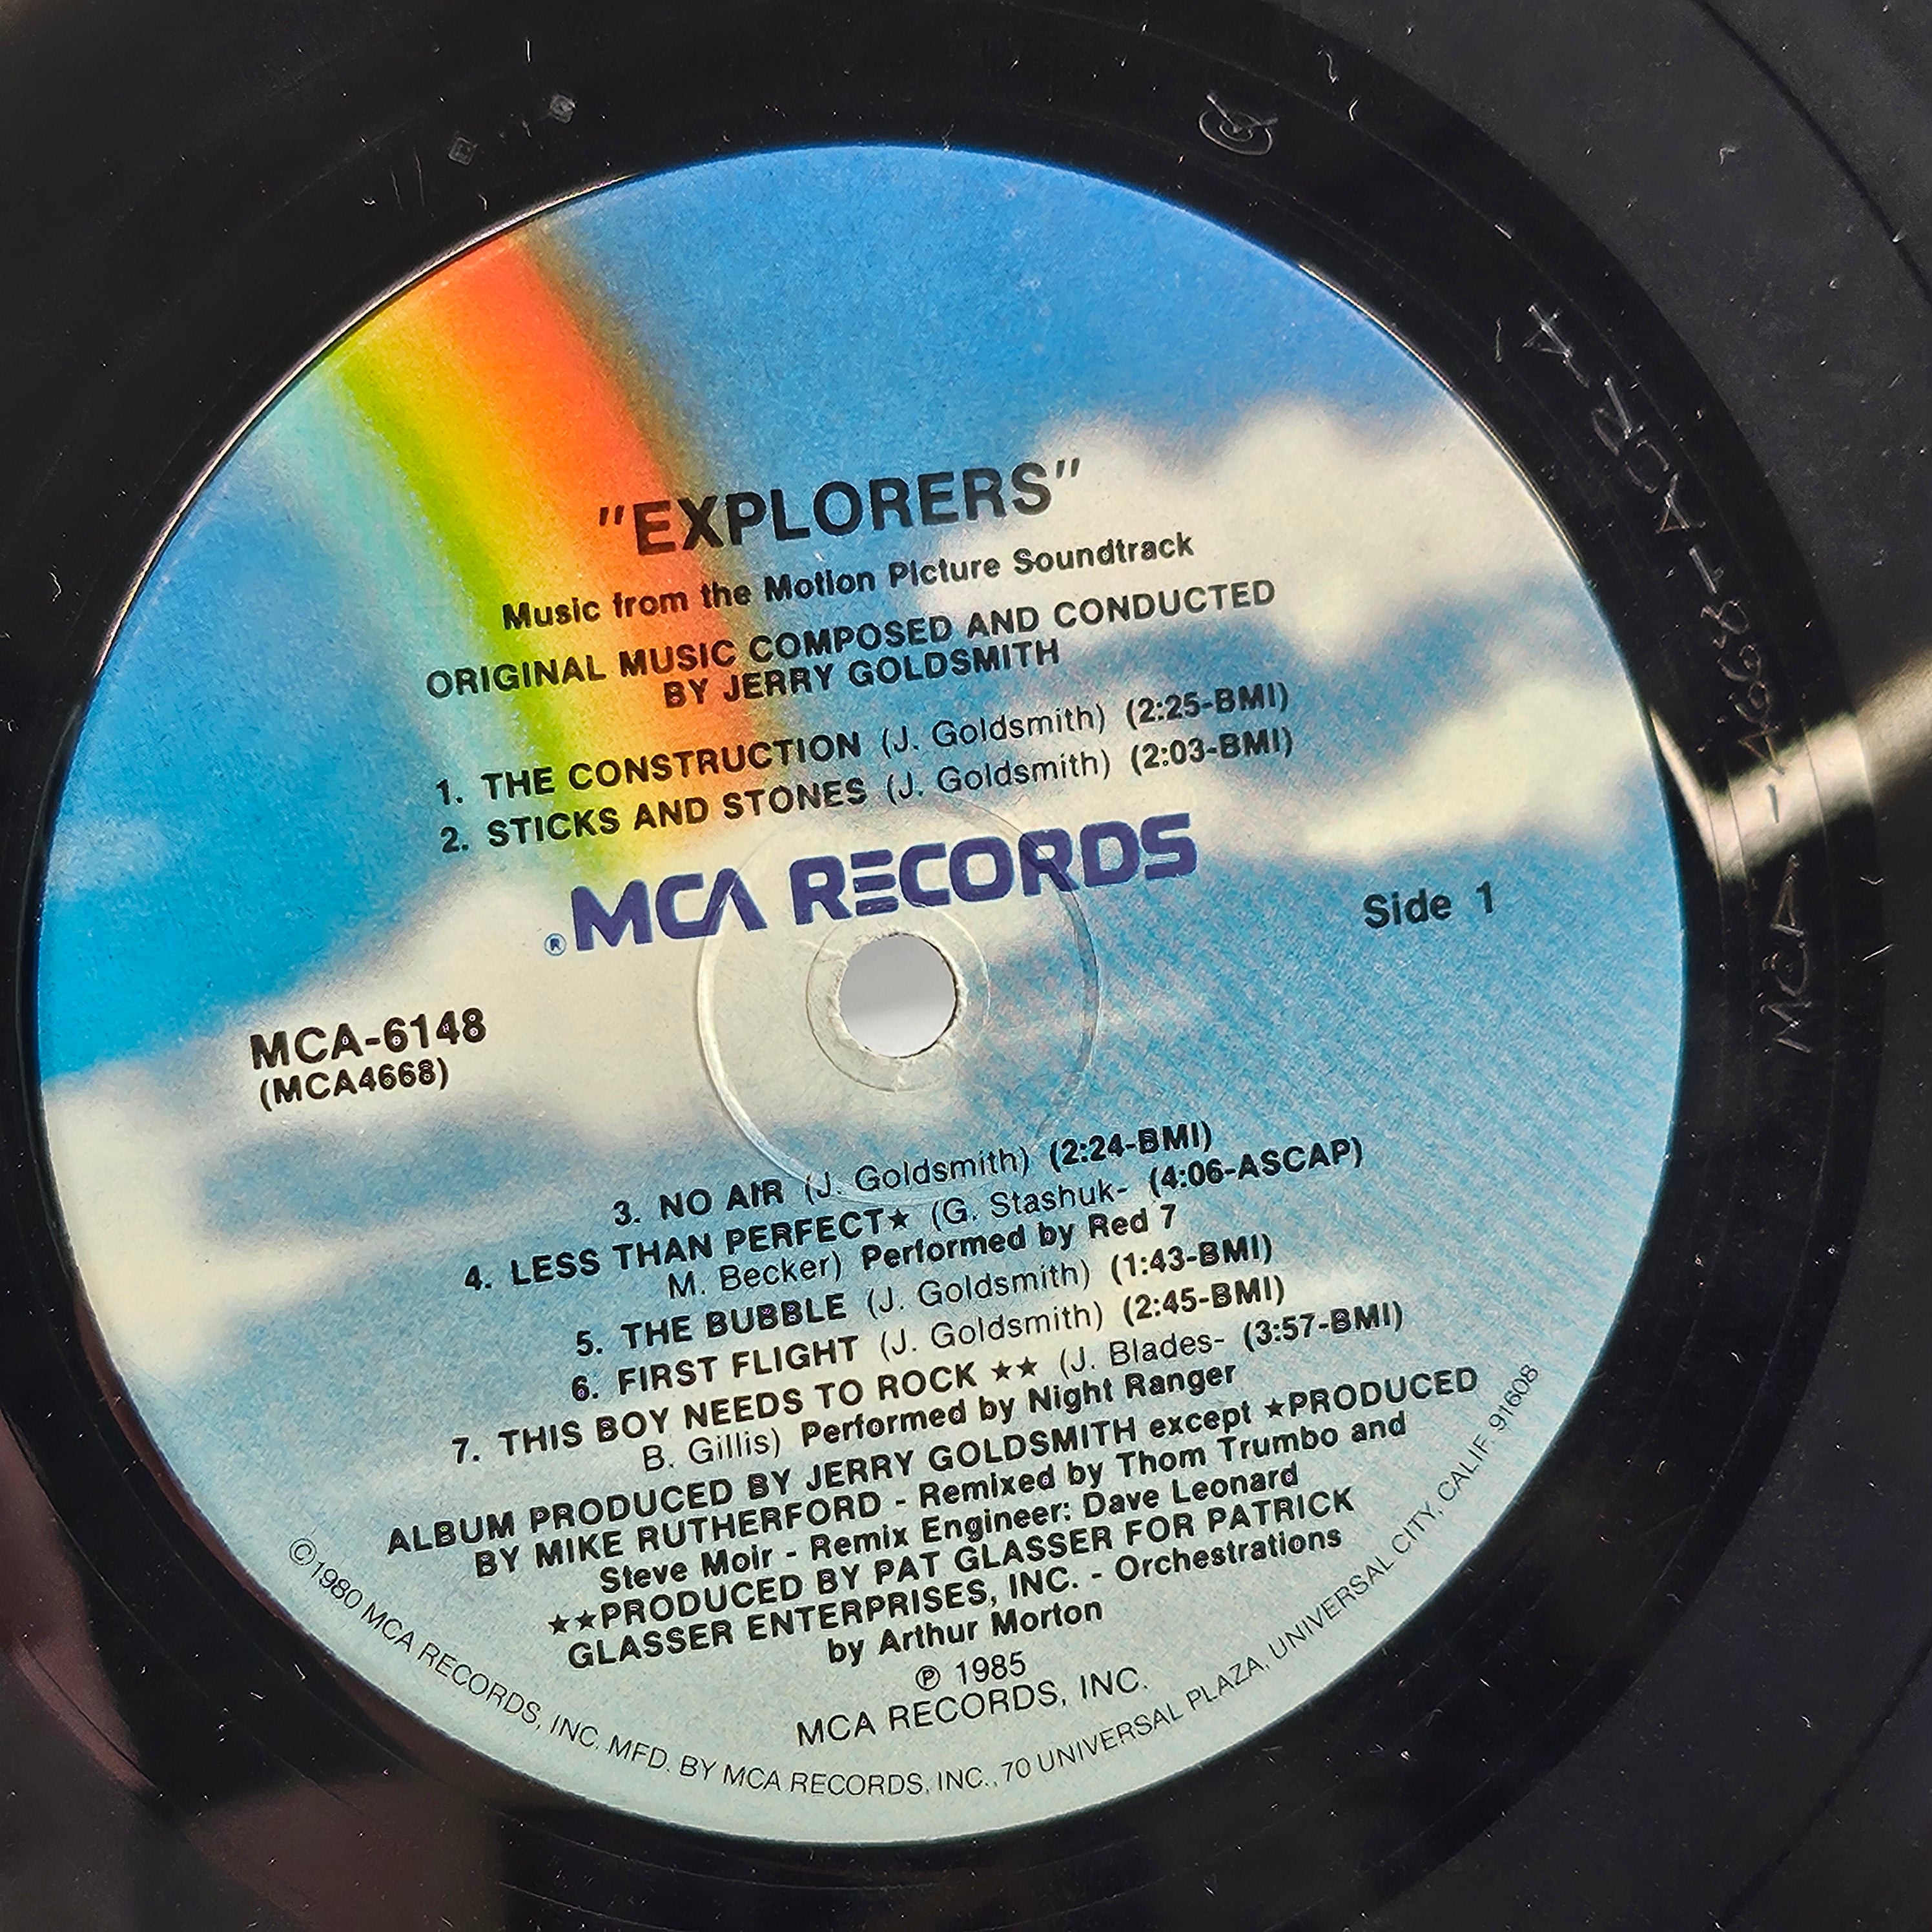 "EXPLORERS"
Music from the Motion Picture Soundtrack
ORIGINAL MUSIC COMPOSED AND CONDUCTED
BY JERRY GOLDSMITH
1. THE CONSTRUCTION (J. Goldsmith) (2:25-BMI)
2. STICKS AND STONES (J. Goldsmith) (2:03-BMI)
® MCA RECORDS
Side 1
MCA-6148
(MCA4668)
3. NO AIR (J. Goldsmith) (2:24-BMI)
4. LESS THAN PERFECT★ (G. Stashuk- (4:06-ASCAP)
M. Becker) Performed by Red 7
5. THE BUBBLE (J. Goldsmith) (1:43-BMI)
6. FIRST FLIGHT (J. Goldsmith) (2:45-BMI)
7. THIS BOY NEEDS TO ROCK ★★ (J. Blades- (3:57-BMI)
B. Gillis) Performed by Night Ranger
ALBUM PRODUCED BY JERRY GOLDSMITH except ★PRODUCED
BY MIKE RUTHERFORD - Remixed by Thom Trumbo and
Steve Moir - Remix Engineer: Dave Leonard
★★PRODUCED BY PAT GLASSER FOR PATRICK
GLASSER ENTERPRISES, INC. - Orchestrations
by Arthur Morton
℗ 1985
MCA RECORDS, INC.
©1980 MCA RECORDS, INC. MFD. BY MCA RECORDS, INC., 70 UNIVERSAL PLAZA, UNIVERSAL CITY, CALIF. 91608